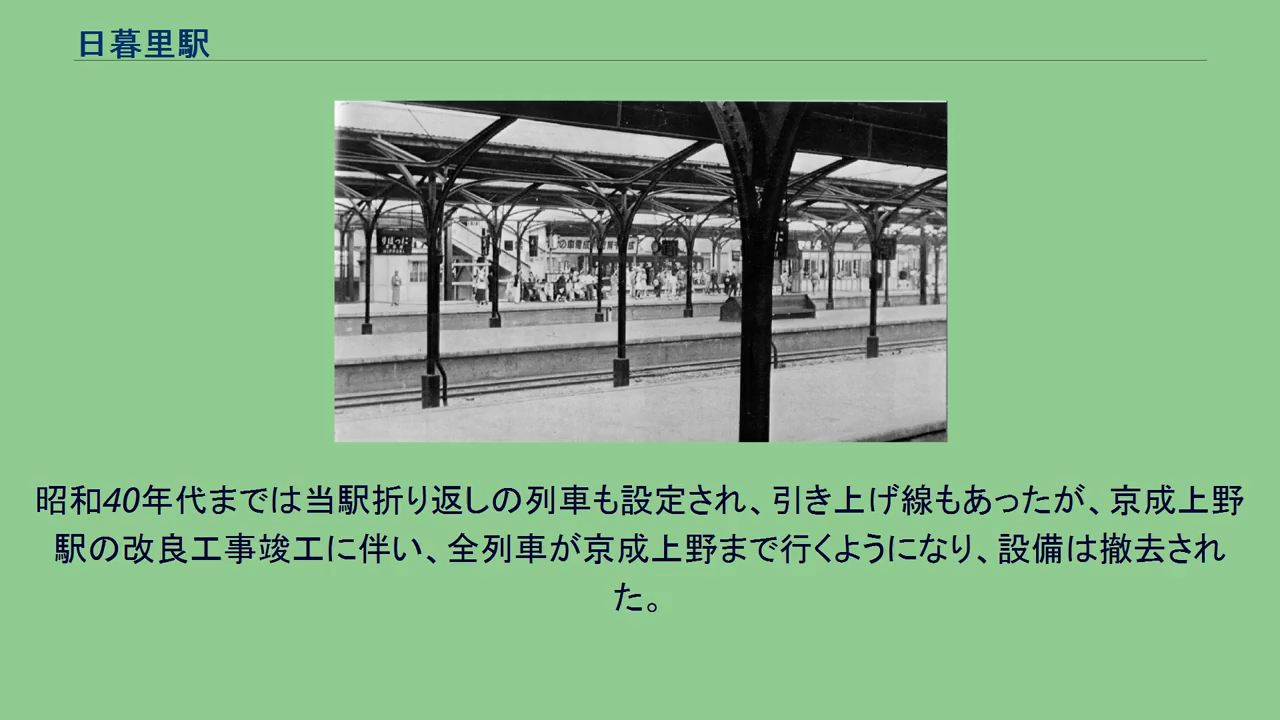 日暮里駅
昭和40年代までは当駅折り返しの列車も設定され、引き上げ線もあったが、京成上野
駅の改良工事竣工に伴い、全列車が京成上野まで行くようになり、設備は撤去され
た。